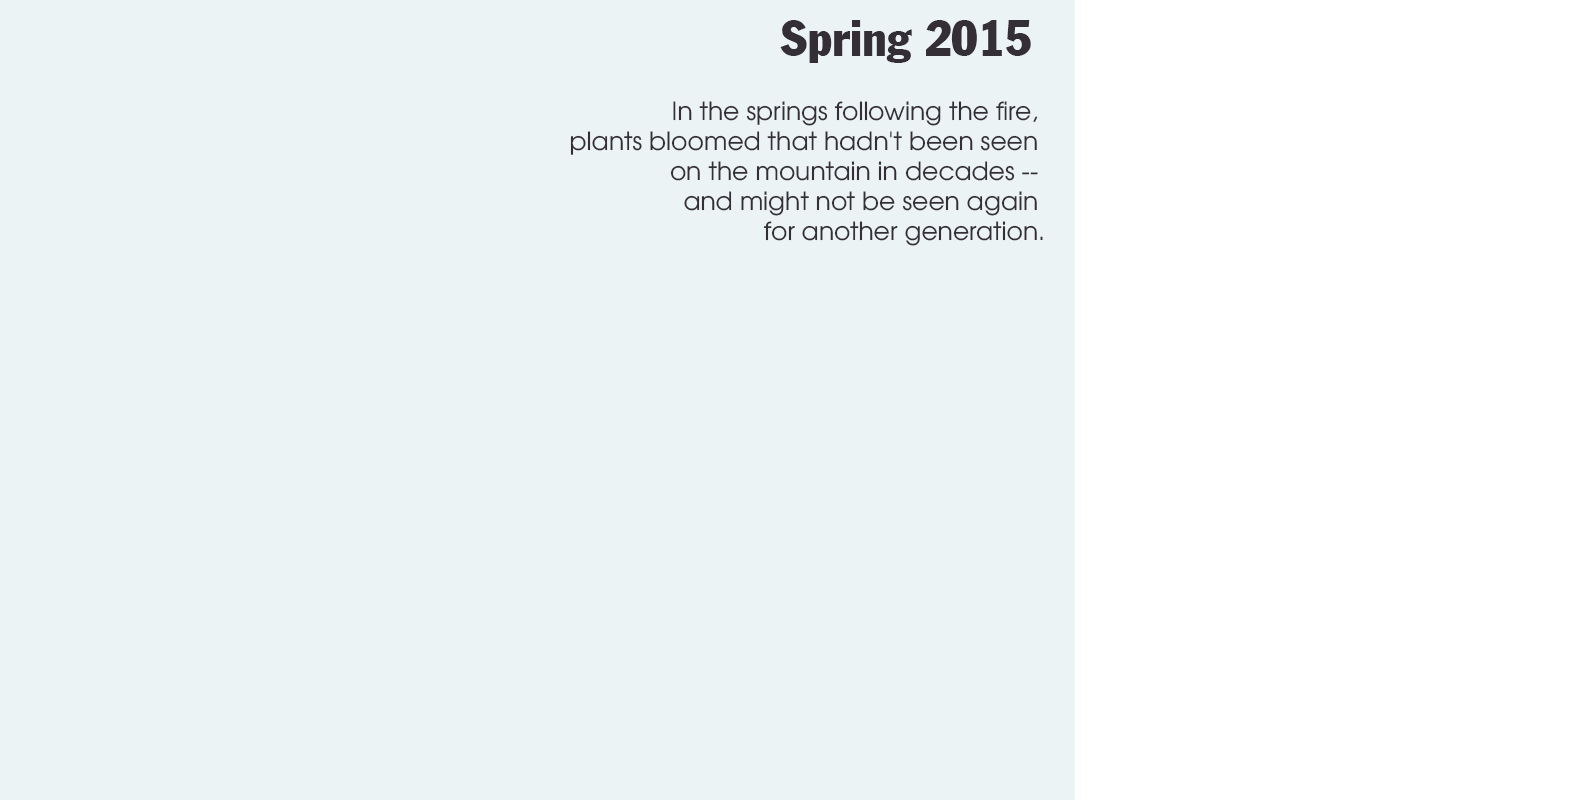 Spring 2015
In the springs following the fire,
plants bloomed that hadn't been seen
on the mountain in decades --
and might not be seen again
for another generation.